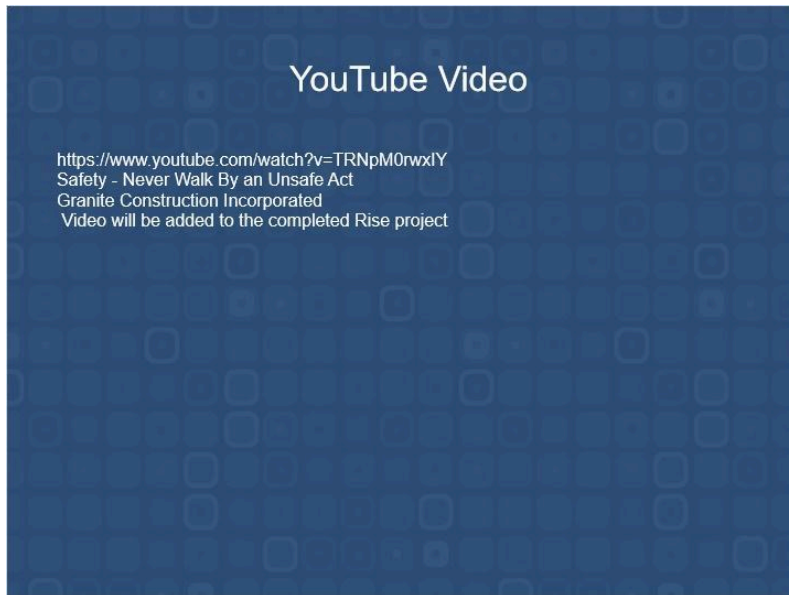 YouTube Video
https://www.youtube.com/watch?v=TRNpM0rwxIY
Safety - Never Walk By an Unsafe Act
Granite Construction Incorporated
Video will be added to the completed Rise project